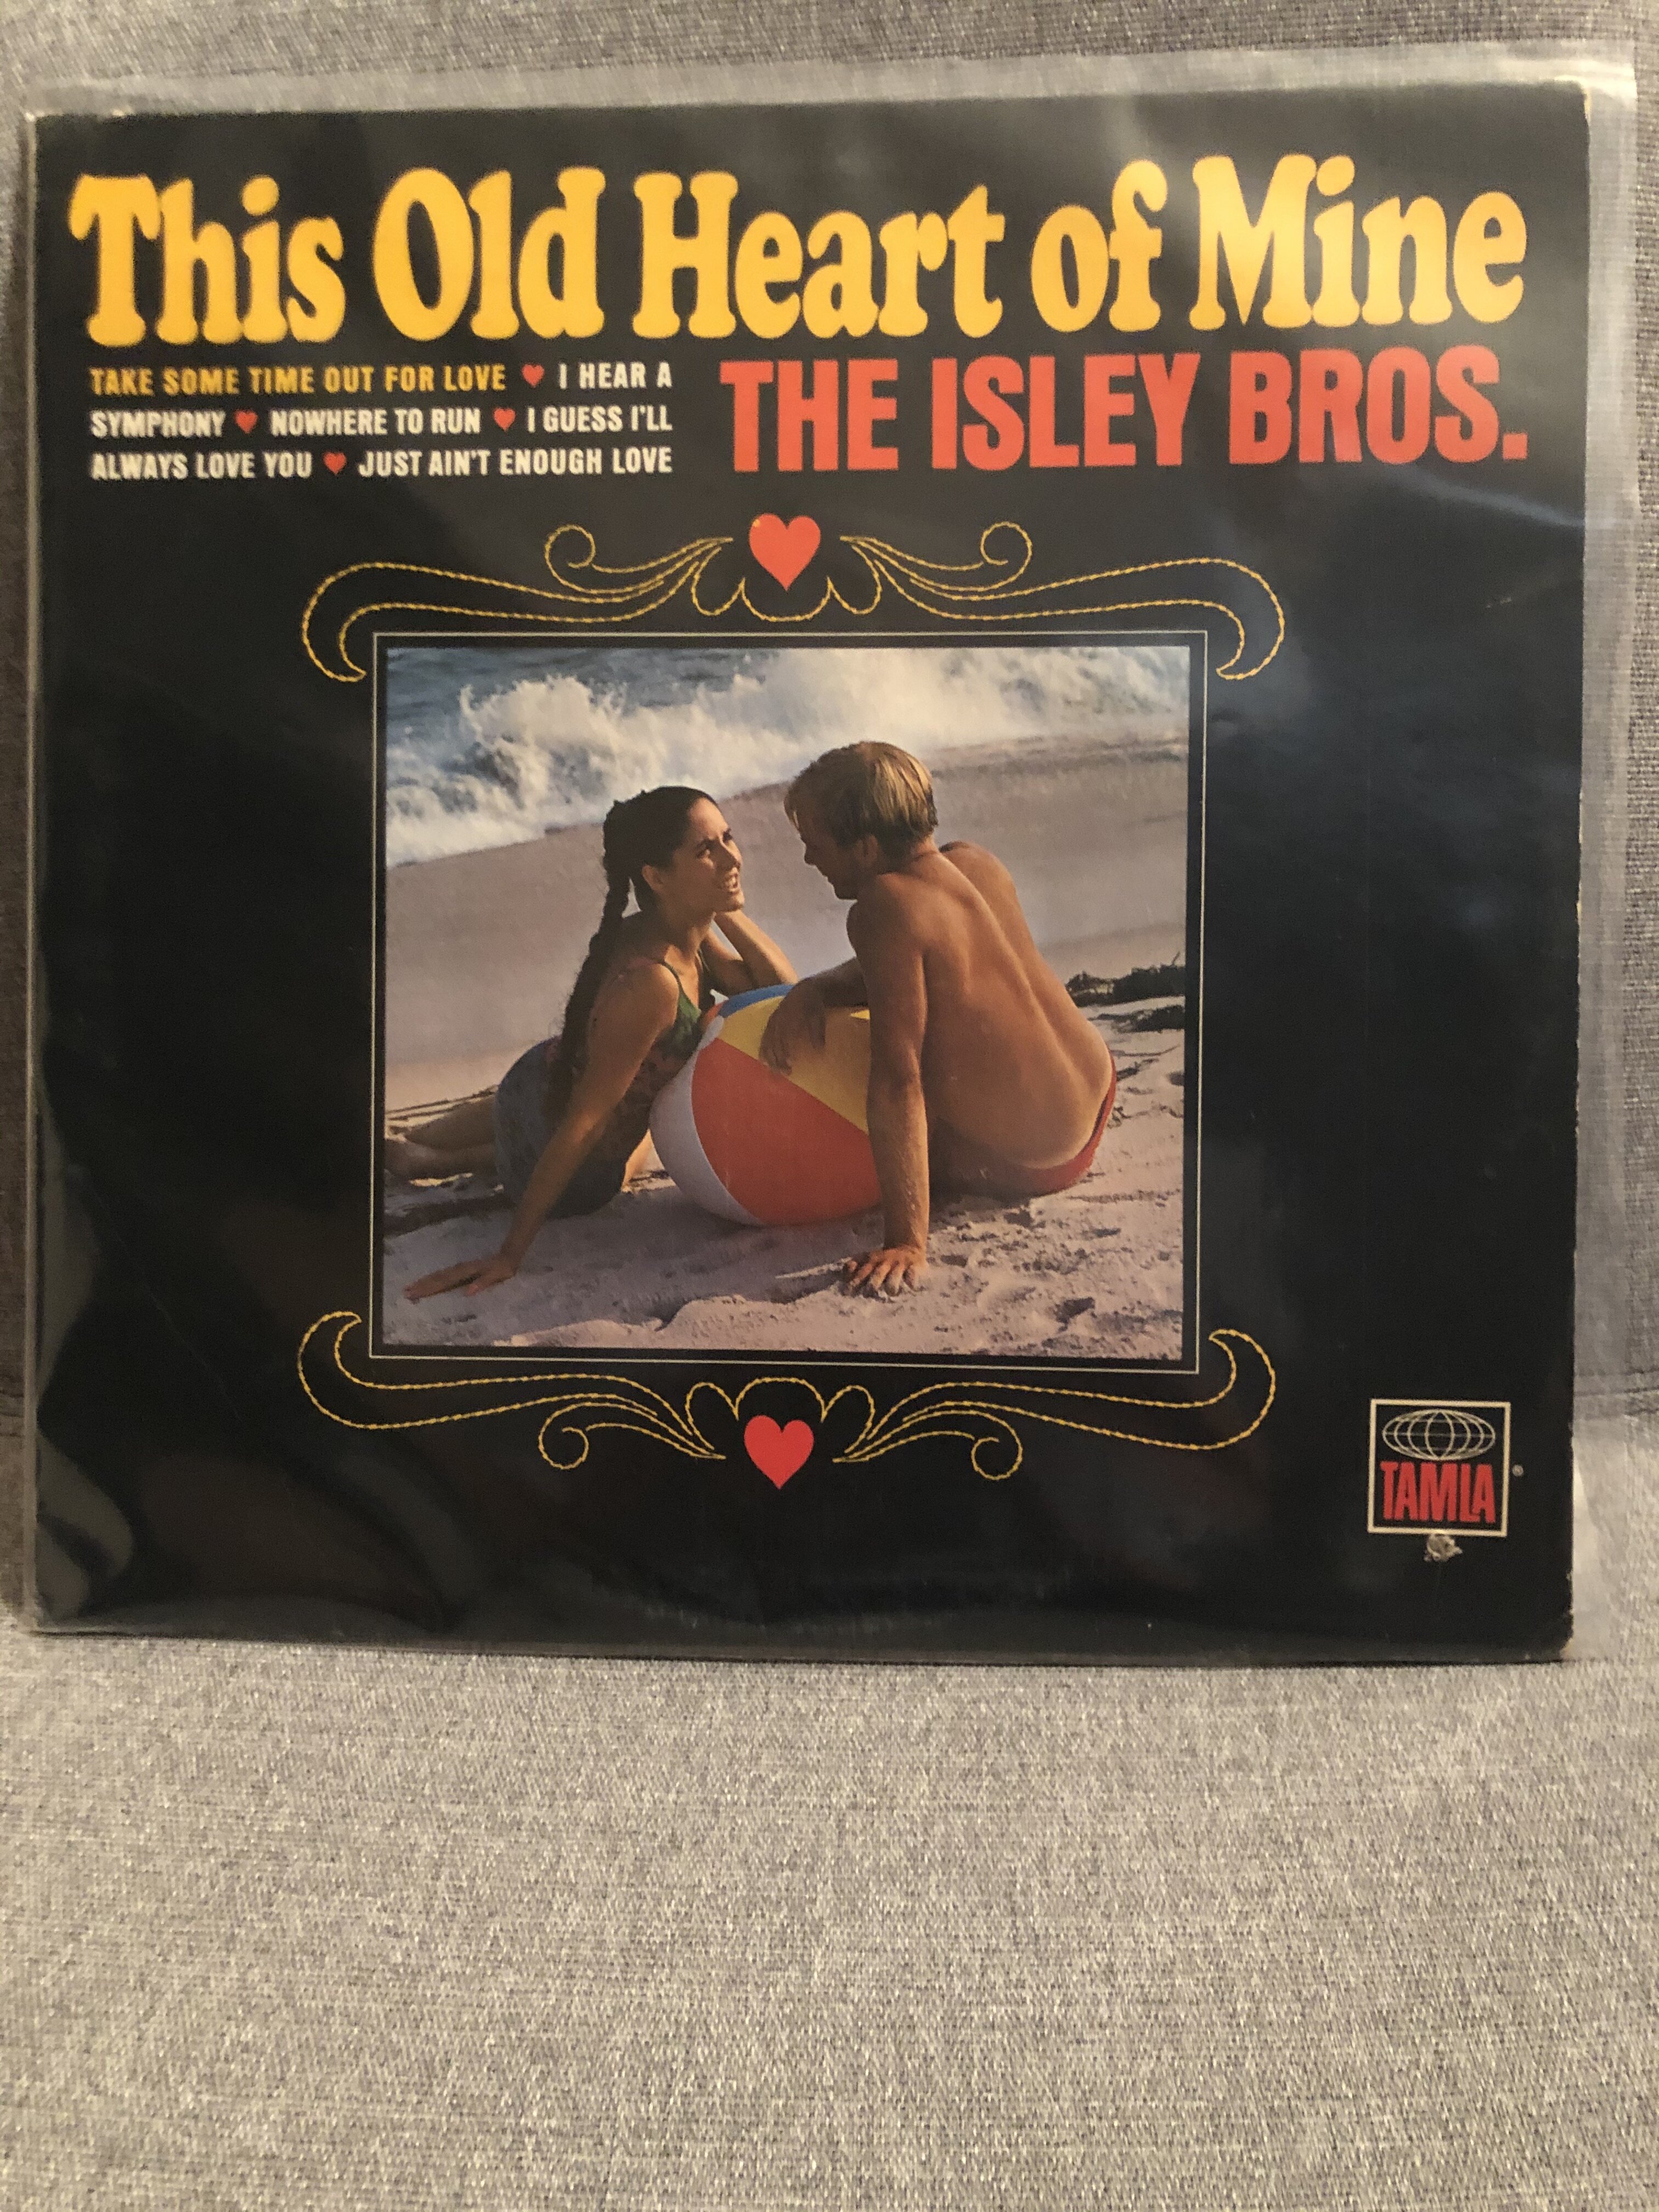 This Old Heart of Mine
TAKE SOME TIME OUT FOR LOVE ♥ I HEAR A
SYMPHONY ♥ NOWHERE TO RUN ♥ I GUESS I'LL
ALWAYS LOVE YOU ♥ JUST AIN'T ENOUGH LOVE
THE ISLEY BROS.
TAMLA ®